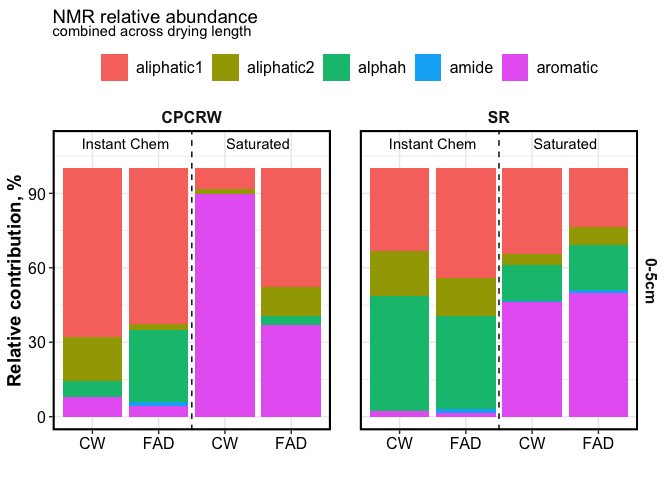 NMR relative abundance
combined across drying length
aliphatic1 aliphatic2 alphah amide aromatic
CPCRW SR
Instant Chem Saturated Instant Chem Saturated
Relative contribution, %
90
60
30
0
0-5cm
CW FAD CW FAD CW FAD CW FAD